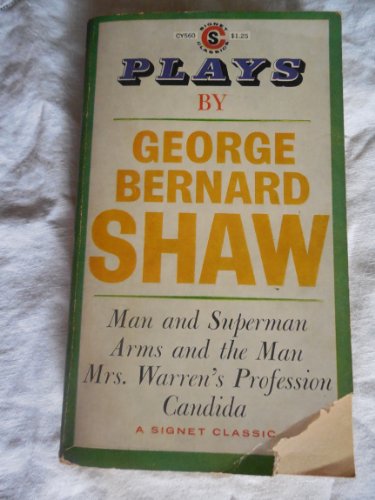 SIGNET CLASSICS
CY560 CS $1.25
PLAYS
BY
GEORGE
BERNARD
SHAW
Man and Superman
Arms and the Man
Mrs. Warren's Profession
Candida
A SIGNET CLASSIC